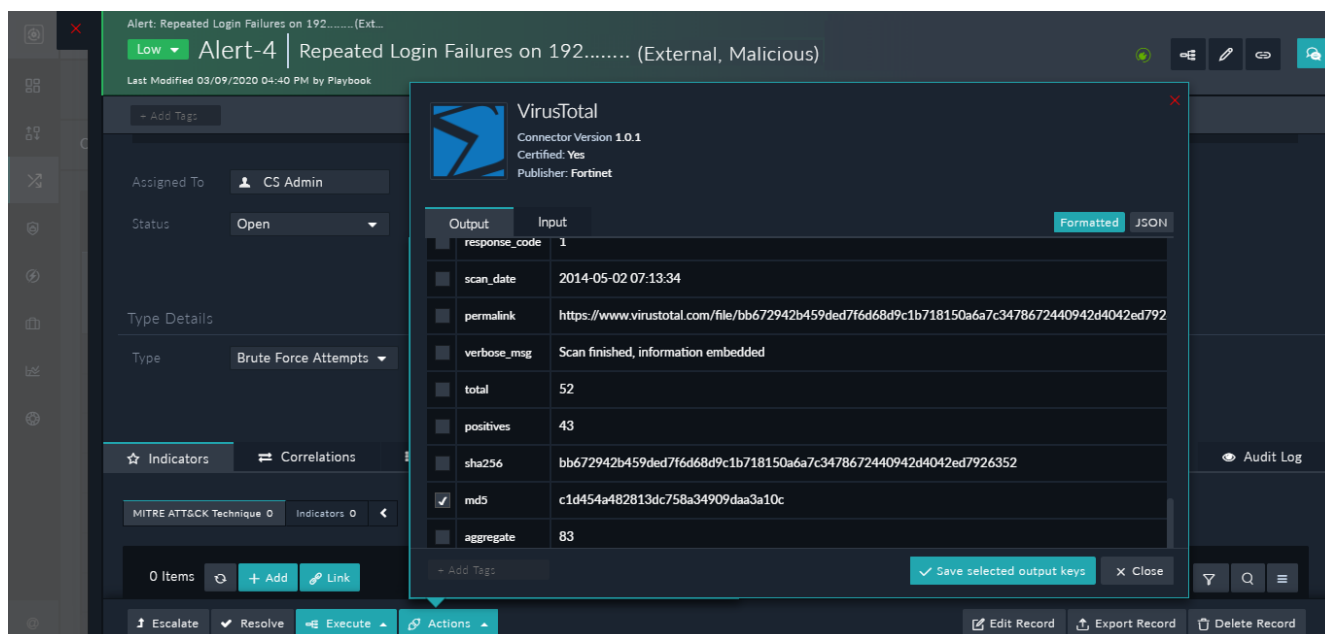 Alert: Repeated Login Failures on 192........(Ext...
Low Alert-4 Repeated Login Failures on 192........ (External, Malicious)
Last Modified 03/09/2020 04:40 PM by Playbook
+ Add Tags
Assigned To CS Admin
Status Open
Type Details
Type Brute Force Attempts
VirusTotal
Connector Version 1.0.1
Certified: Yes
Publisher: Fortinet
Output Input Formatted JSON
response_code 1
scan_date 2014-05-02 07:13:34
permalink https://www.virustotal.com/file/bb672942b459ded7f6d68d9c1b718150a6a7c3478672440942d4042ed792
verbose_msg Scan finished, information embedded
total 52
positives 43
sha256 bb672942b459ded7f6d68d9c1b718150a6a7c3478672440942d4042ed7926352
md5 c1d454a482813dc758a34909daa3a10c
aggregate 83
+ Add Tags Save selected output keys X Close
Indicators Correlations Audit Log
MITRE ATT&CK Technique 0 Indicators 0
0 Items + Add Link
Escalate Resolve Execute Actions Edit Record Export Record Delete Record